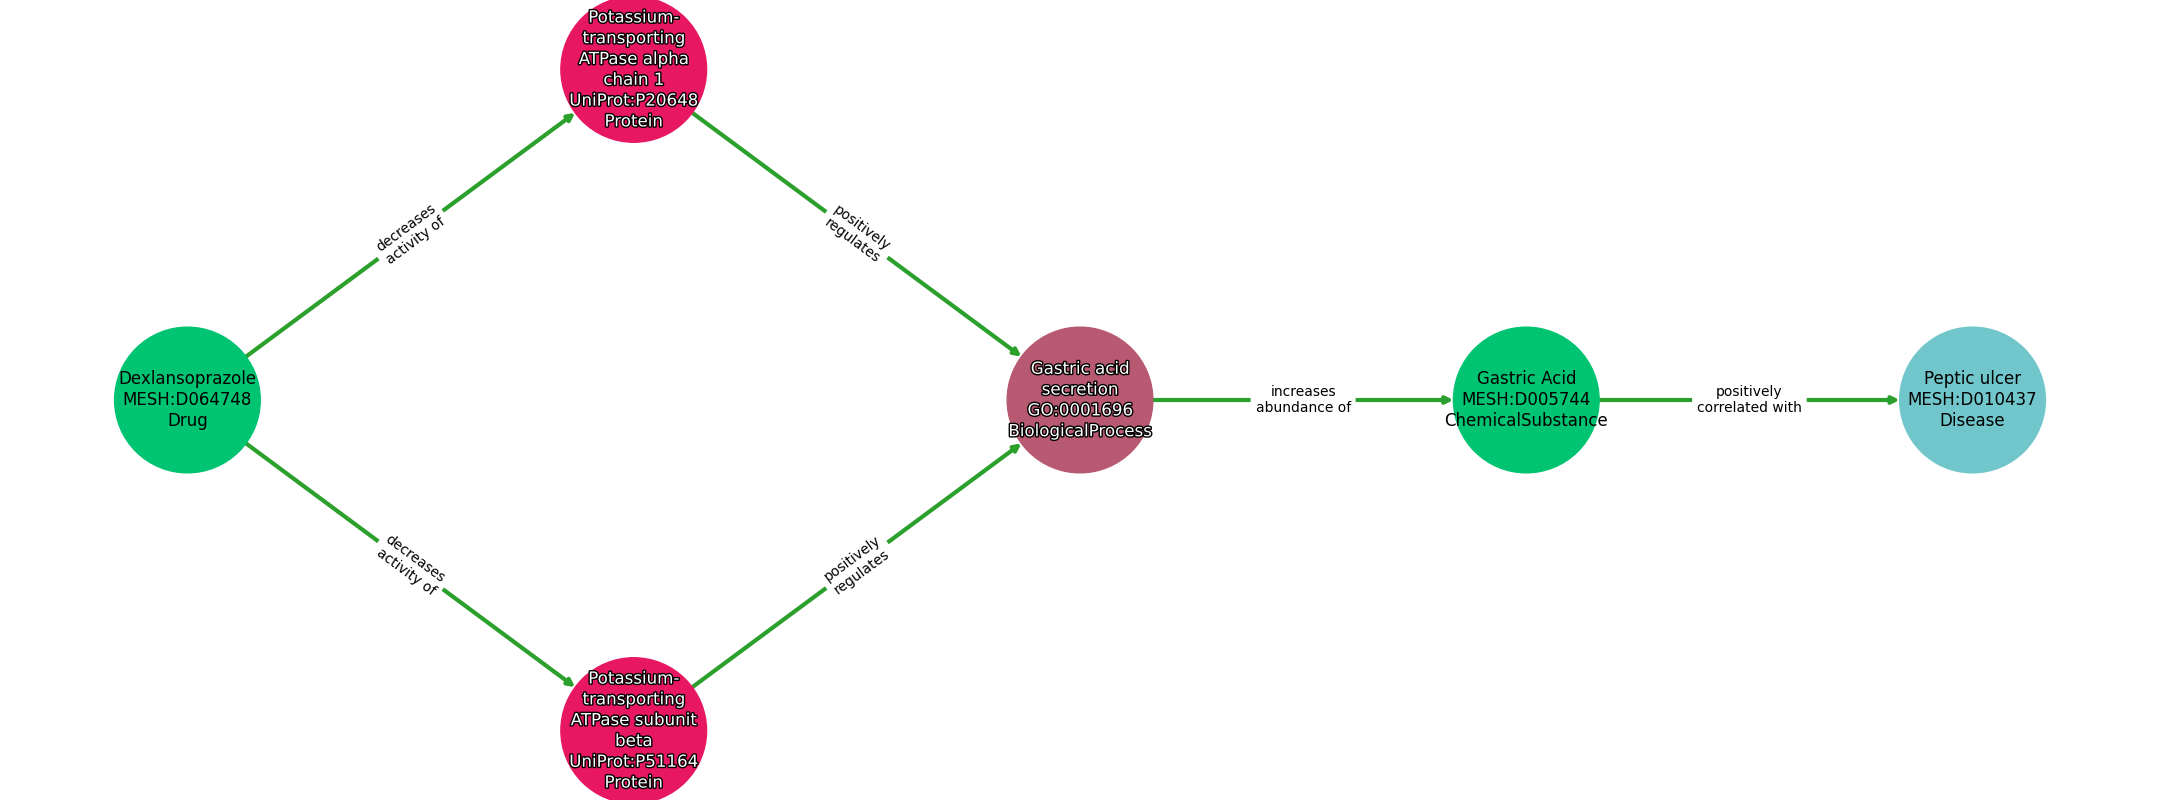 Potassium-
transporting
ATPase alpha
chain 1
UniProt:P20648
Protein
decreases
activity of
positively
regulates
Dexlansoprazole
MESH:D064748
Drug
Gastric acid
secretion
GO:0001696
BiologicalProcess
increases
abundance of
Gastric Acid
MESH:D005744
ChemicalSubstance
positively
correlated with
Peptic ulcer
MESH:D010437
Disease
decreases
activity of
positively
regulates
Potassium-
transporting
ATPase subunit
beta
UniProt:P51164
Protein